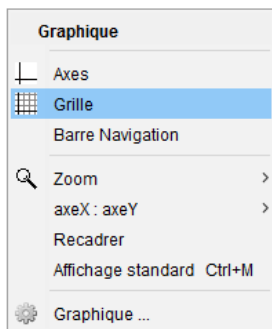 Graphique
Axes
Grille
Barre Navigation
Zoom
axeX : axeY
Recadrer
Affichage standard Ctrl+M
Graphique ...